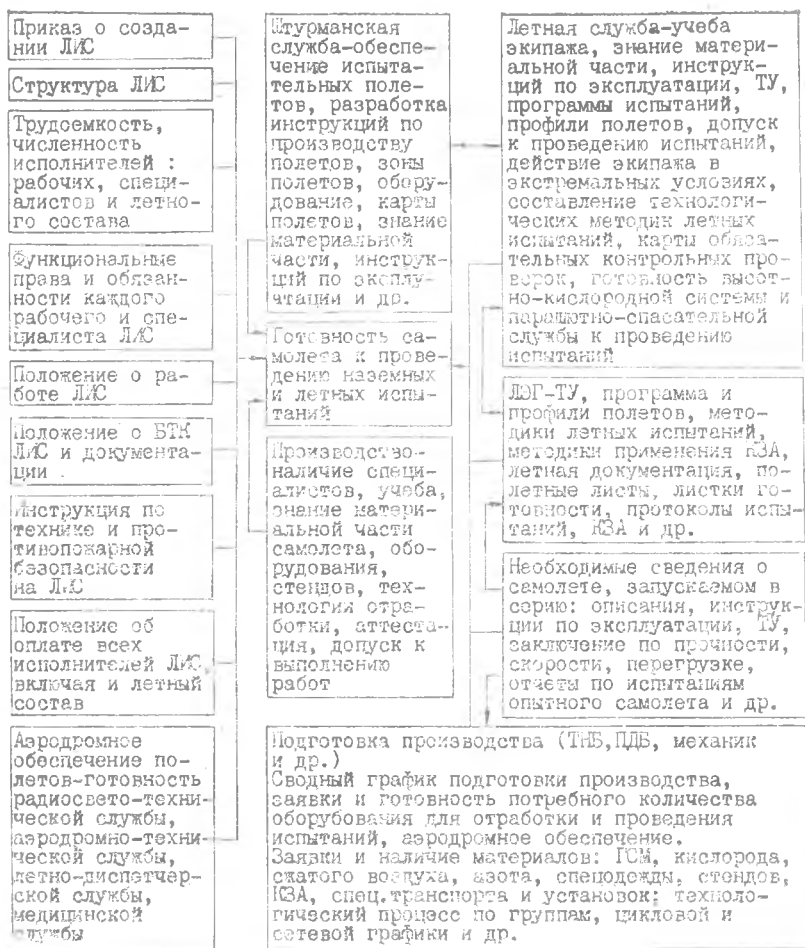 Приказ о созда-
нии ЛИС
Структура ЛИС
Трудоемкость,
численность
исполнителей :
рабочих, специ-
алистов и летно-
го состава
Функциональные
права и обязан-
ности каждого
рабочего и спе-
циалиста ЛИС
Положение о ра-
боте ЛИС
Положение о БТК
ЛИС и документа-
ции .
Инструкция по
технике и про-
тивопожарной
безопасности
на ЛИС
Положение об
оплате всех
исполнителей ЛИС,
включая и летный
состав
Аэродромное
обеспечение по-
летов-готовность
радиосвето-техни-
ческой службы,
аэродромно-техни-
ческой службы,
летно-диспетчер-
ской службы,
медицинской
службы
Штурманская
служба-обеспе-
чение испыта-
тельных поле-
тов, разработка
инструкций по
производству
полетов, зоны
полетов, обору-
дование, карты
полетов, знание
материальной
части, инструк-
ций по эксплу-
атации и др.
Готовность са-
молета к прове-
дению наземных
и летных испы-
таний
Производство-
наличие специ-
алистов, учеба,
знание матери-
альной части
самолета, обо-
рудования,
стендов, тех-
нология отра-
ботки, аттеста-
ция, допуск к
выполнению
работ
Летная служба-учеба
экипажа, знание матери-
альной части, инструк-
ций по эксплуатации, ТУ,
программы испытаний,
профили полетов, допуск
к проведению испытаний,
действие экипажа в
экстремальных условиях,
составление технологи-
ческих методик летных
испытаний, карты обяза-
тельных контрольных про-
верок, готовность высот-
но-кислородной системы и
парашютно-спасательной
службы к проведению
испытаний
ЛЭГ-ТУ, программа и
профили полетов, мето-
дики летных испытаний,
методики применения КЗА,
летная документация, по-
летные листы, листки го-
товности, протоколы испы-
таний, КЗА и др.
Необходимые сведения о
самолете, запускаемом в
серию: описания, инструк-
ции по эксплуатации, ТУ,
заключение по прочности,
скорости, перегрузке,
отчеты по испытаниям
опытного самолета и др.
Подготовка производства (ТНБ,ПДБ, механик
и др.)
Сводный график подготовки производства,
заявки и готовность потребного количества
оборубования для отработки и проведения
испытаний, аэродромное обеспечение.
Заявки и наличие материалов: ГСМ, кислорода,
сжатого воздуха, азота, спецодежды, стендов,
КЗА, спец.транспорта и установок; техноло-
гический процесс по группам, цикловой и
сетевой графики и др.